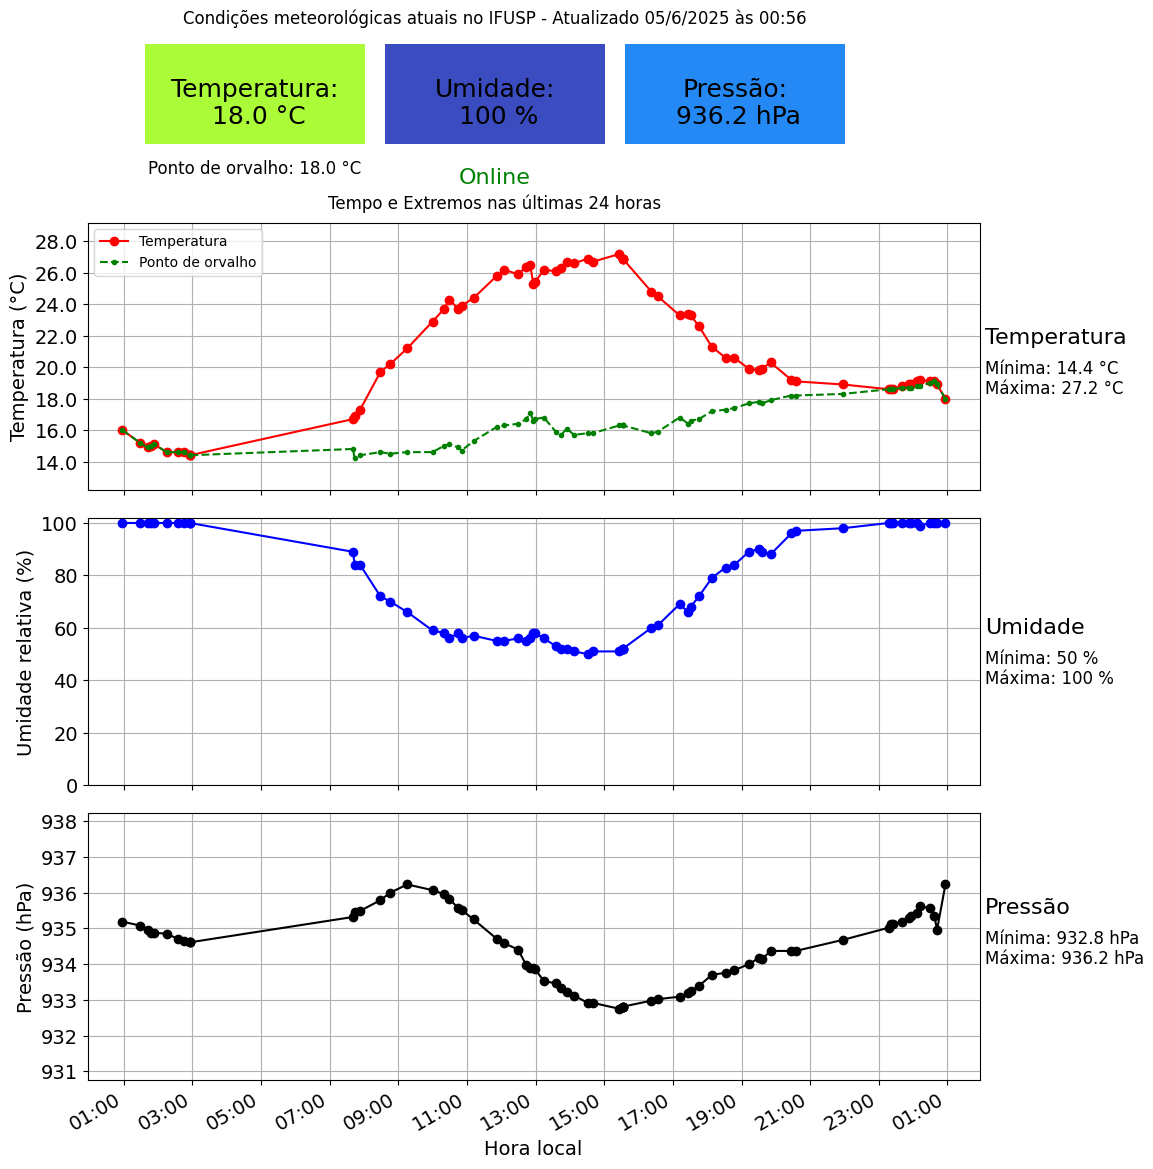 Condições meteorológicas atuais no IFUSP - Atualizado 05/6/2025 às 00:56
Temperatura:
18.0 °C
Umidade:
100 %
Pressão:
936.2 hPa
Ponto de orvalho: 18.0 °C
Online
Tempo e Extremos nas últimas 24 horas
Temperatura (°C)
28.0
26.0
24.0
22.0
20.0
18.0
16.0
14.0
Temperatura
Ponto de orvalho
Temperatura
Mínima: 14.4 °C
Máxima: 27.2 °C
Umidade relativa (%)
100
80
60
40
20
0
Umidade
Mínima: 50 %
Máxima: 100 %
Pressão (hPa)
938
937
936
935
934
933
932
931
Pressão
Mínima: 932.8 hPa
Máxima: 936.2 hPa
01:00
03:00
05:00
07:00
09:00
11:00
13:00
15:00
17:00
19:00
21:00
23:00
01:00
Hora local